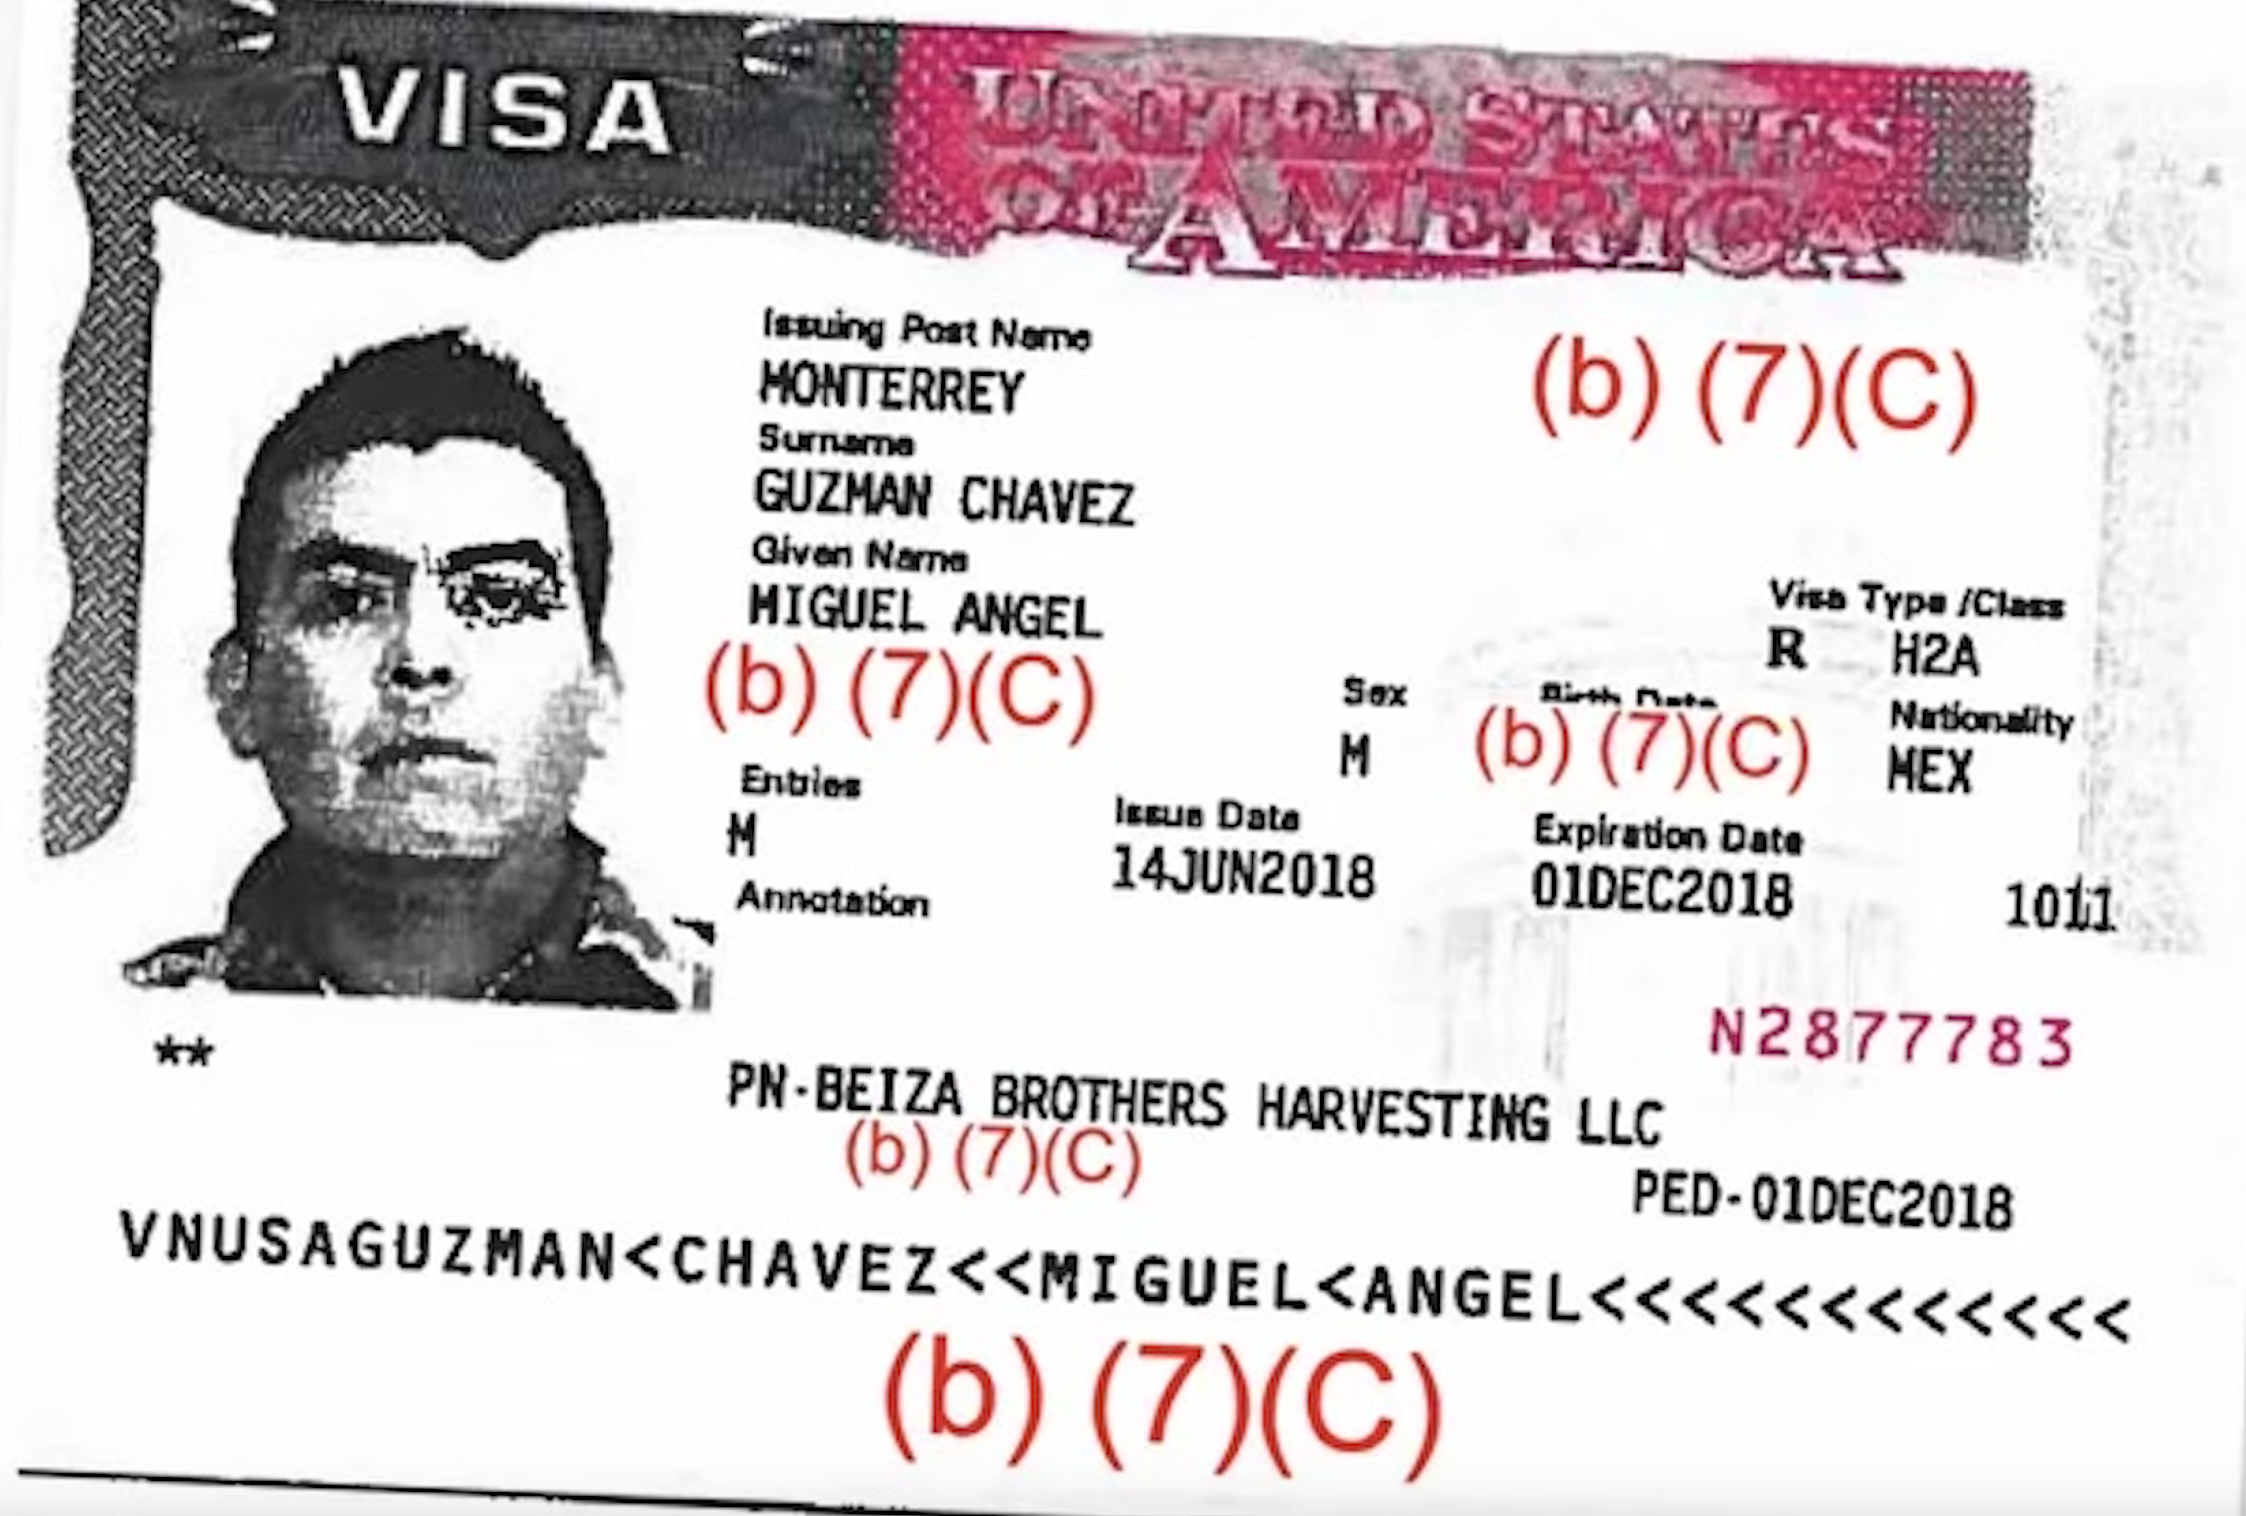 VISA
UNITED STATES
OF AMERICA
Issuing Post Name
MONTERREY
(b) (7)(C)
Surname
GUZMAN CHAVEZ
Given Name
MIGUEL ANGEL
Visa Type /Class
R H2A
(b) (7)(C)
Sex
M
Birth Date
(b) (7)(C)
Nationality
MEX
Entries
M
Issue Date
14JUN2018
Expiration Date
01DEC2018
1011
Annotation
N2877783
**
PN-BEIZA BROTHERS HARVESTING LLC
(b) (7)(C)
PED-01DEC2018
VNUSAGUZMAN<CHAVEZ<<MIGUEL<ANGEL<<<<<<<<<<<<
(b) (7)(C)